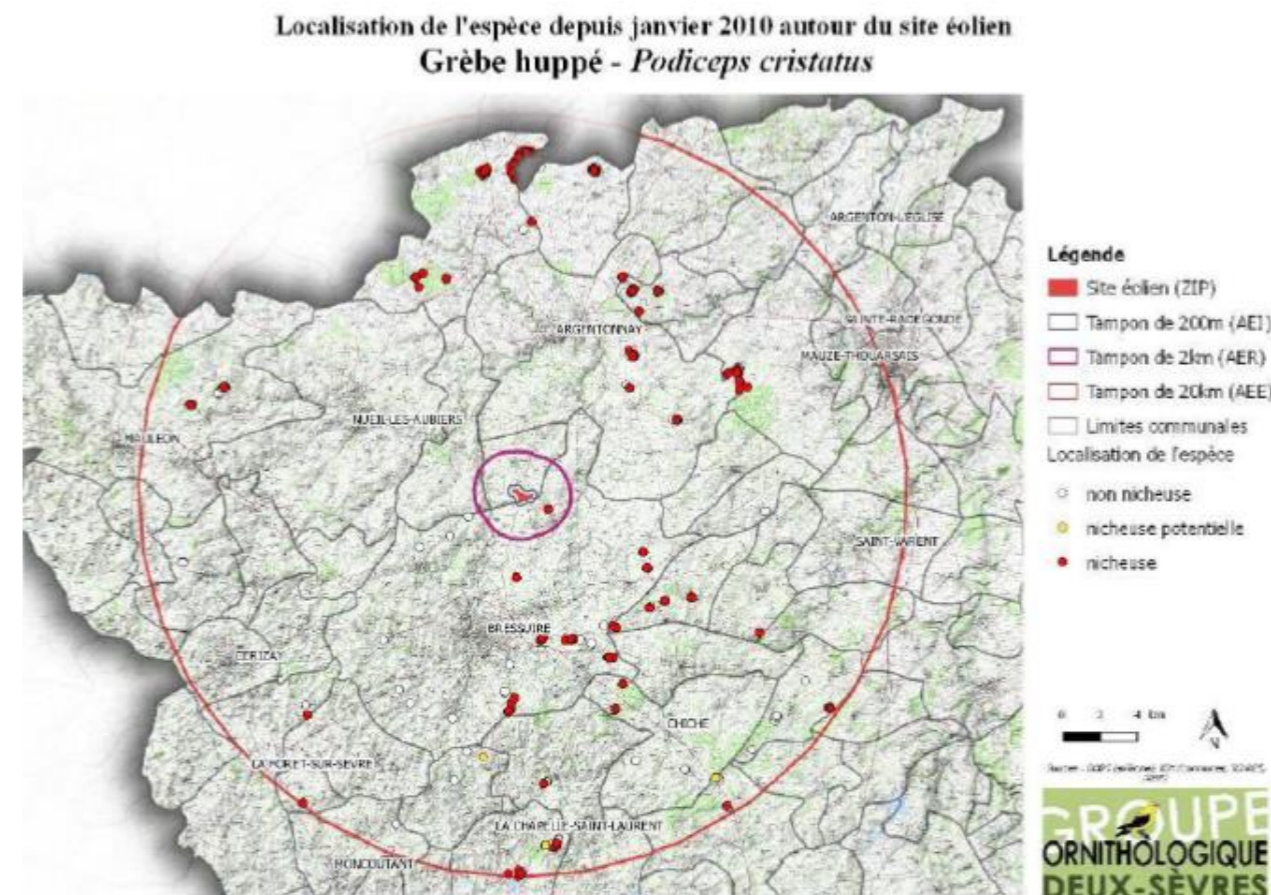 Localisation de l'espèce depuis janvier 2010 autour du site éolien
Grèbe huppé - Podiceps cristatus
ARGENTON-L'EGLISE
SAINTE-RADEGONDE
ARGENTONNAY
MAUZE-THOUARSAIS
NUEIL-LES-AUBIERS
MAULEON
SAINT-VARENT
BRESSUIRE
CERIZAY
CHICHE
LA FORET-SUR-SEVRE
LA CHAPELLE-SAINT-LAURENT
MONCOUTANT
Légende
Site éolien (ZIP)
Tampon de 200m (AEI)
Tampon de 2km (AER)
Tampon de 20km (AEE)
Limites communales
Localisation de l'espèce
non nicheuse
nicheuse potentielle
nicheuse
4 km
N
GROUPE
ORNITHOLOGIQUE
DEUX-SÈVRES